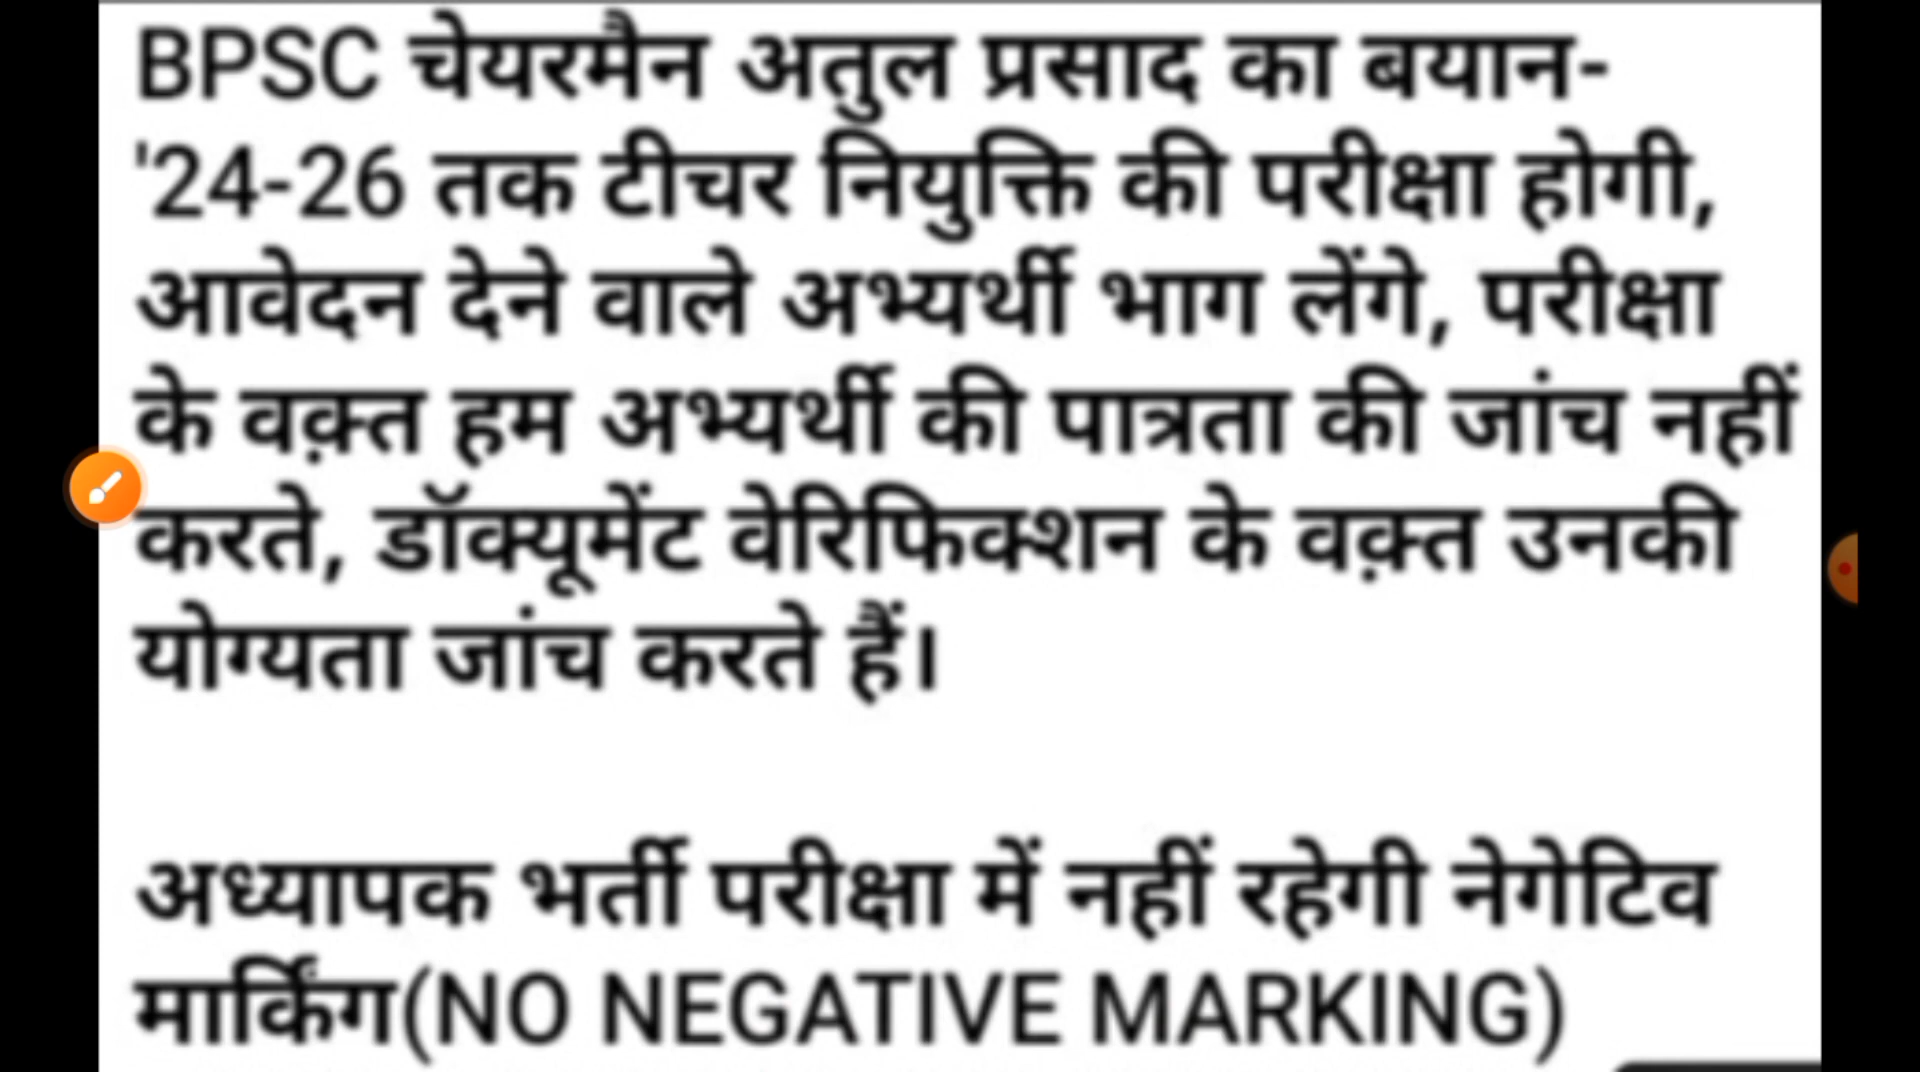 BPSC चेयरमैन अतुल प्रसाद का बयान-
'24-26 तक टीचर नियुक्ति की परीक्षा होगी,
आवेदन देने वाले अभ्यर्थी भाग लेंगे, परीक्षा
के वक़्त हम अभ्यर्थी की पात्रता की जांच नहीं
करते, डॉक्यूमेंट वेरिफिक्शन के वक़्त उनकी
योग्यता जांच करते हैं।
अध्यापक भर्ती परीक्षा में नहीं रहेगी नेगेटिव
मार्किंग(NO NEGATIVE MARKING)